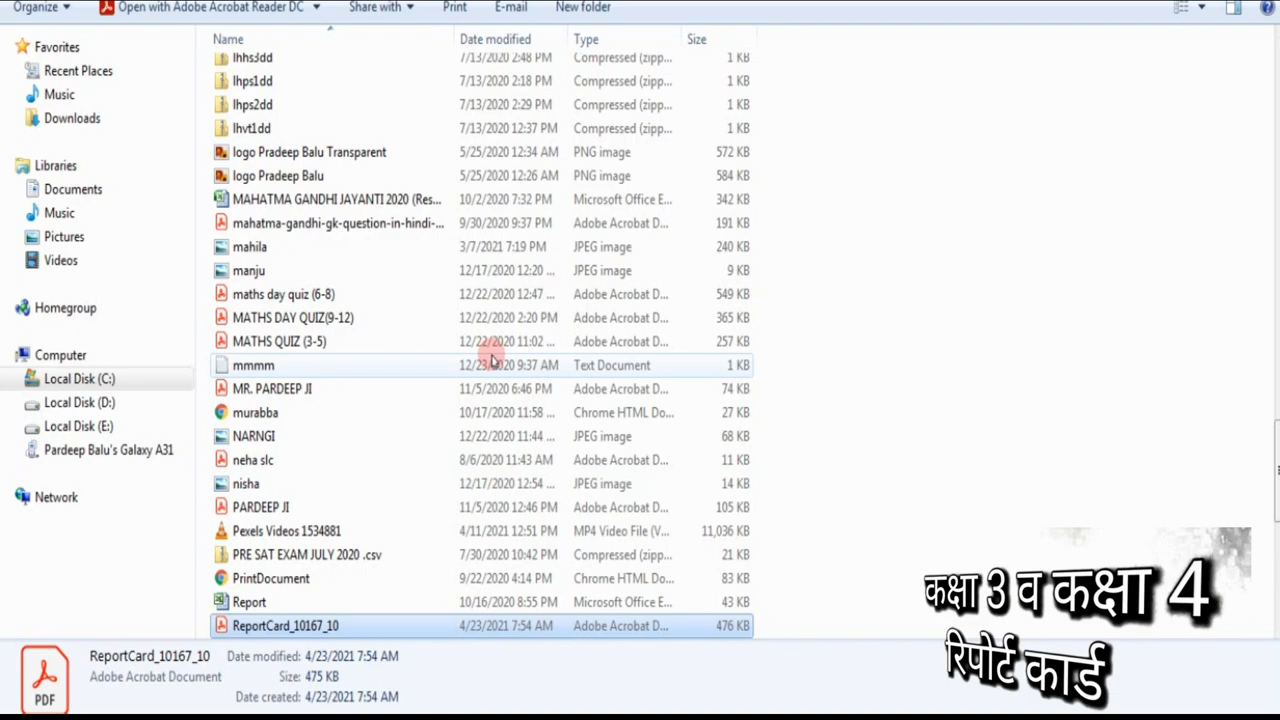 Organize Open with Adobe Acrobat Reader DC Share with Print E-mail New folder
Favorites
Recent Places
Music
Downloads
Libraries
Documents
Music
Pictures
Videos
Homegroup
Computer
Local Disk (C:)
Local Disk (D:)
Local Disk (E:)
Pardeep Balu's Galaxy A31
Network
Name Date modified Type Size
lhhs3dd 7/13/2020 2:48 PM Compressed (zipp... 1 KB
lhps1dd 7/13/2020 2:18 PM Compressed (zipp... 1 KB
lhps2dd 7/13/2020 2:29 PM Compressed (zipp... 1 KB
lhvt1dd 7/13/2020 12:37 PM Compressed (zipp... 1 KB
logo Pradeep Balu Transparent 5/25/2020 12:34 AM PNG image 572 KB
logo Pradeep Balu 5/25/2020 12:26 AM PNG image 584 KB
MAHATMA GANDHI JAYANTI 2020 (Res... 10/2/2020 7:32 PM Microsoft Office E... 342 KB
mahatma-gandhi-gk-question-in-hindi-... 9/30/2020 9:37 PM Adobe Acrobat D... 191 KB
mahila 3/7/2021 7:19 PM JPEG image 240 KB
manju 12/17/2020 12:20 ... JPEG image 9 KB
maths day quiz (6-8) 12/22/2020 12:47 ... Adobe Acrobat D... 549 KB
MATHS DAY QUIZ(9-12) 12/22/2020 2:20 PM Adobe Acrobat D... 365 KB
MATHS QUIZ (3-5) 12/22/2020 11:02 ... Adobe Acrobat D... 257 KB
mmmm 12/23/2020 9:37 AM Text Document 1 KB
MR. PARDEEP JI 11/5/2020 6:46 PM Adobe Acrobat D... 74 KB
murabba 10/17/2020 11:58 ... Chrome HTML Do... 27 KB
NARNGI 12/22/2020 11:44 ... JPEG image 68 KB
neha slc 8/6/2020 11:43 AM Adobe Acrobat D... 11 KB
nisha 12/17/2020 12:54 ... JPEG image 14 KB
PARDEEP JI 11/5/2020 12:46 PM Adobe Acrobat D... 105 KB
Pexels Videos 1534881 4/11/2021 12:51 PM MP4 Video File (V... 11,036 KB
PRE SAT EXAM JULY 2020 .csv 7/30/2020 10:42 PM Compressed (zipp... 21 KB
PrintDocument 9/22/2020 4:14 PM Chrome HTML Do... 83 KB
Report 10/16/2020 8:55 PM Microsoft Office E... 43 KB
ReportCard_10167_10 4/23/2021 7:54 AM Adobe Acrobat D... 476 KB
कक्षा 3 व कक्षा 4
रिपोर्ट कार्ड
PDF
ReportCard_10167_10 Date modified: 4/23/2021 7:54 AM
Adobe Acrobat Document Size: 475 KB
Date created: 4/23/2021 7:54 AM